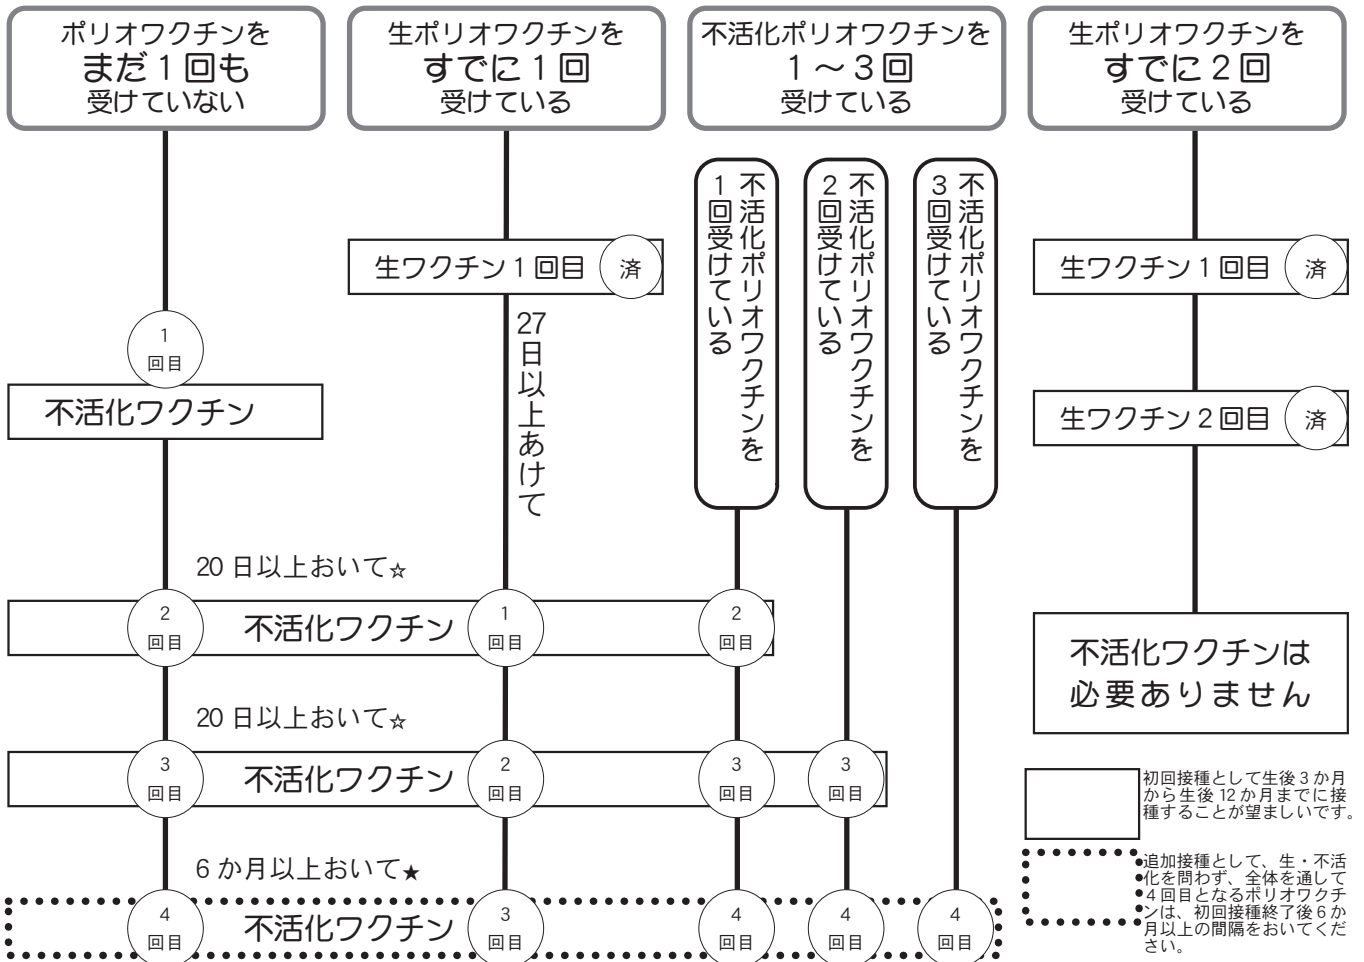 ポリオワクチンを
まだ１回も
受けていない
生ポリオワクチンを
すでに１回
受けている
不活化ポリオワクチンを
１～３回
受けている
生ポリオワクチンを
すでに２回
受けている
生ワクチン１回目
済
27日以上あけて
1
回目
不活化ワクチン
不活化ポリオワクチンを
１回受けている
不活化ポリオワクチンを
２回受けている
不活化ポリオワクチンを
３回受けている
生ワクチン１回目
済
生ワクチン２回目
済
不活化ワクチンは
必要ありません
20 日以上おいて☆
2
回目
不活化ワクチン
1
回目
2
回目
20 日以上おいて☆
3
回目
不活化ワクチン
2
回目
3
回目
3
回目
6 か月以上おいて★
4
回目
不活化ワクチン
3
回目
4
回目
4
回目
4
回目
初回接種として生後３か月
から生後 12 か月までに接
種することが望ましいです。
追加接種として、生・不活
化を問わず、全体を通して
４回目となるポリオワクチ
ンは、初回接種終了後６か
月以上の間隔をおいてくだ
さい。